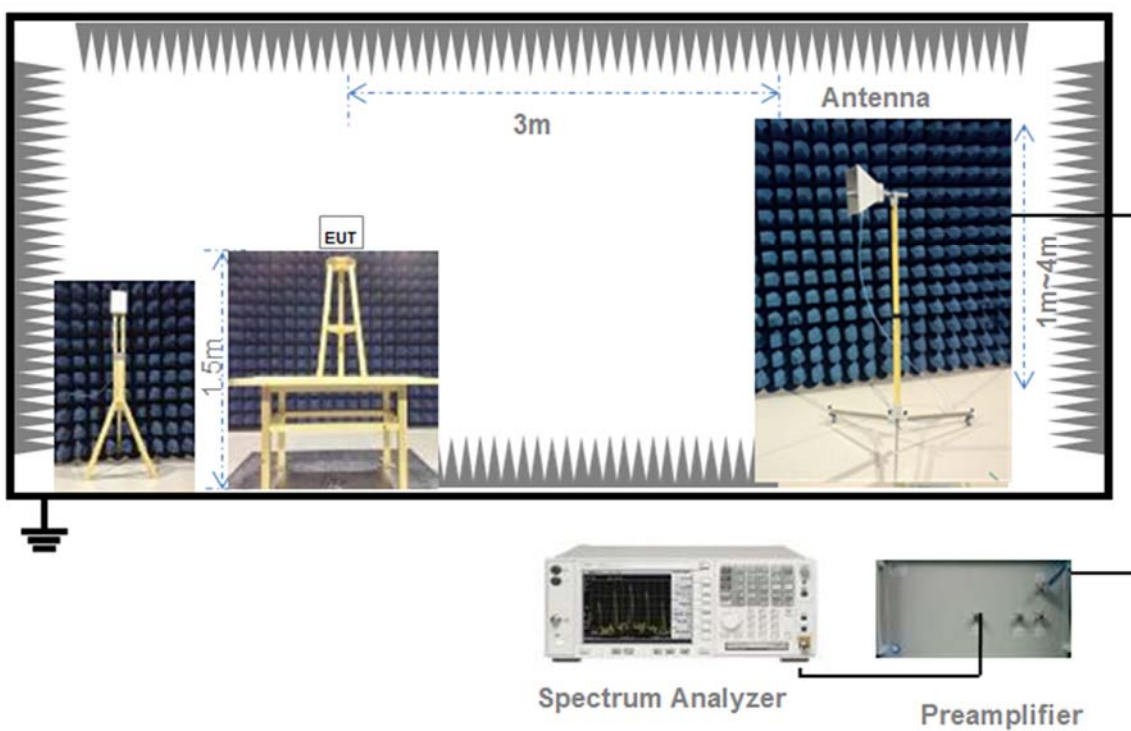 Antenna
3m
EUT
1.5m
1m~4m
Spectrum Analyzer
Preamplifier